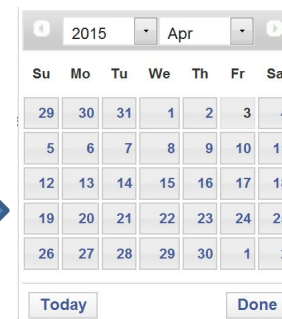 2015 Apr
Su Mo Tu We Th Fr Sa
29 30 31 1 2 3
5 6 7 8 9 10
12 13 14 15 16 17
19 20 21 22 23 24
26 27 28 29 30 1
Today Done